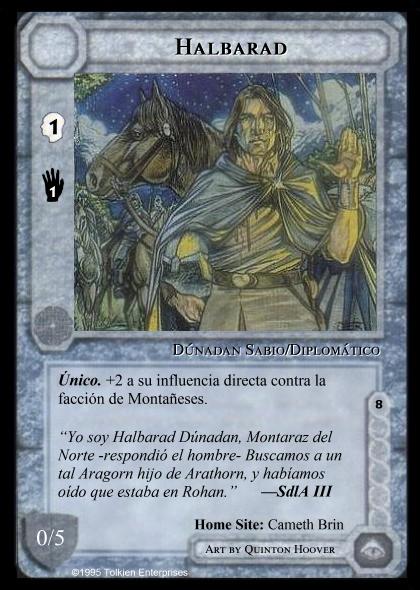 HALBARAD
1
1
DÚNADAN SABIO/DIPLOMÁTICO
Único. +2 a su influencia directa contra la
facción de Montañeses.
8
“Yo soy Halbarad Dúnadan, Montaraz del
Norte -respondió el hombre- Buscamos a un
tal Aragorn hijo de Arathorn, y habíamos
oído que estaba en Rohan.” —SdlA III
Home Site: Cameth Brin
0/5
ART BY QUINTON HOOVER
©1995 Tolkien Enterprises